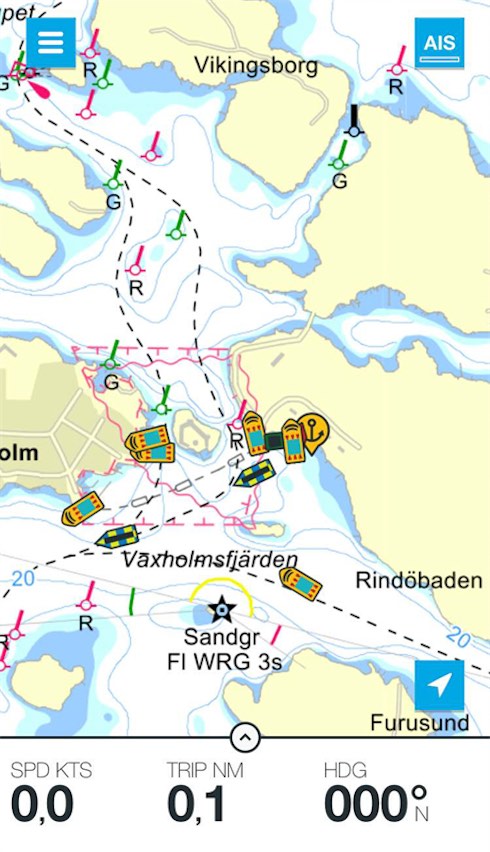 pet
AIS
R
Vikingsborg
R
G
G
G
R
G
R
olm
Vaxholmsfjärden
20
Rindöbaden
R
R
Sandgr
Fl WRG 3s
20
Furusund
SPD KTS
TRIP NM
HDG
0,0
0,1
000°N